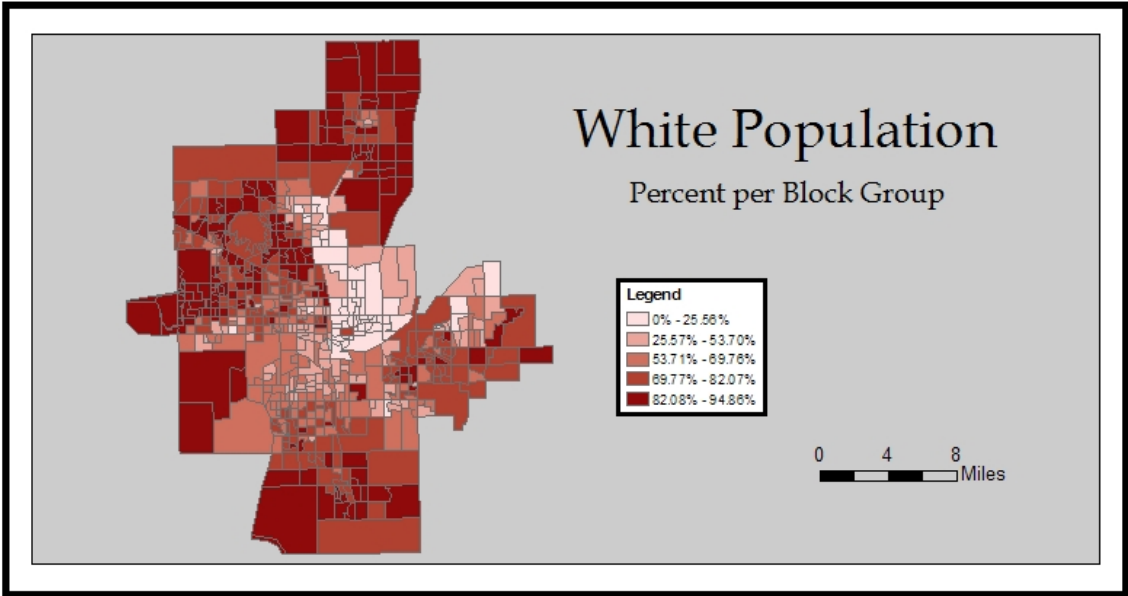 White Population
Percent per Block Group
Legend
0% - 25.56%
25.57% - 53.70%
53.71% - 69.76%
69.77% - 82.07%
82.08% - 94.86%
0 4 8
Miles